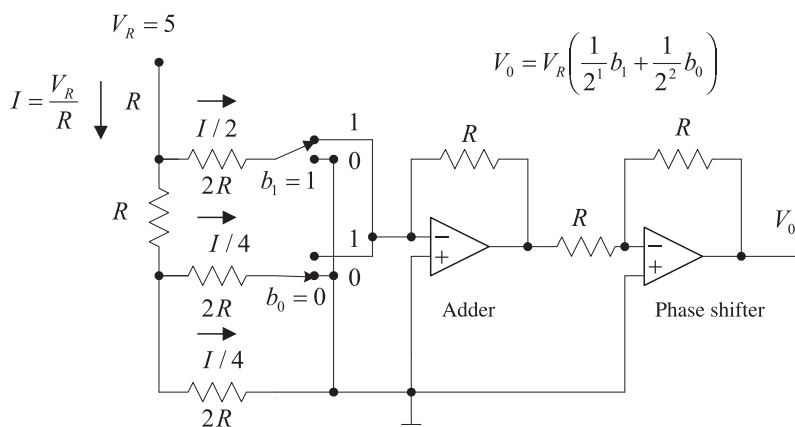 V_R = 5
V_0 = V_R(1/2^1 b_1 + 1/2^2 b_0)
I = V_R/R
R
I / 2
1
0
2R
b_1 = 1
R
R
R
I / 4
1
0
R
V_0
2R
b_0 = 0
Adder
Phase shifter
I / 4
2R